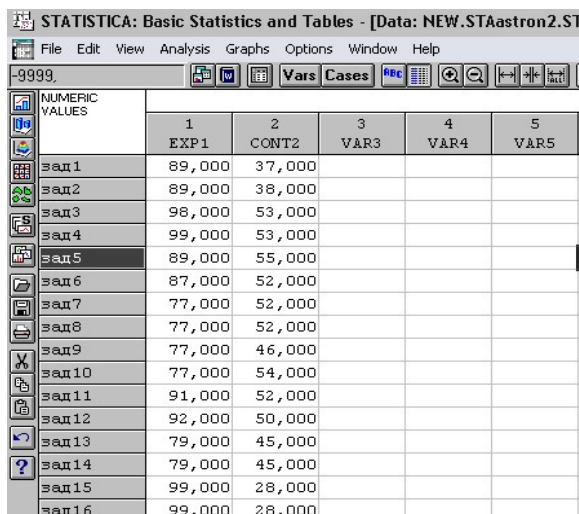 STATISTICA: Basic Statistics and Tables - [Data: NEW.STAastron2.ST
File Edit View Analysis Graphs Options Window Help
-9999, Vars Cases ABC
NUMERIC
VALUES
1 2 3 4 5
EXP1 CONT2 VAR3 VAR4 VAR5
зад1 89,000 37,000
зад2 89,000 38,000
зад3 98,000 53,000
зад4 99,000 53,000
зад5 89,000 55,000
зад6 87,000 52,000
зад7 77,000 52,000
зад8 77,000 52,000
зад9 77,000 46,000
зад10 77,000 54,000
зад11 91,000 52,000
зад12 92,000 50,000
зад13 79,000 45,000
зад14 79,000 45,000
зад15 99,000 28,000
зад16 99,000 28,000